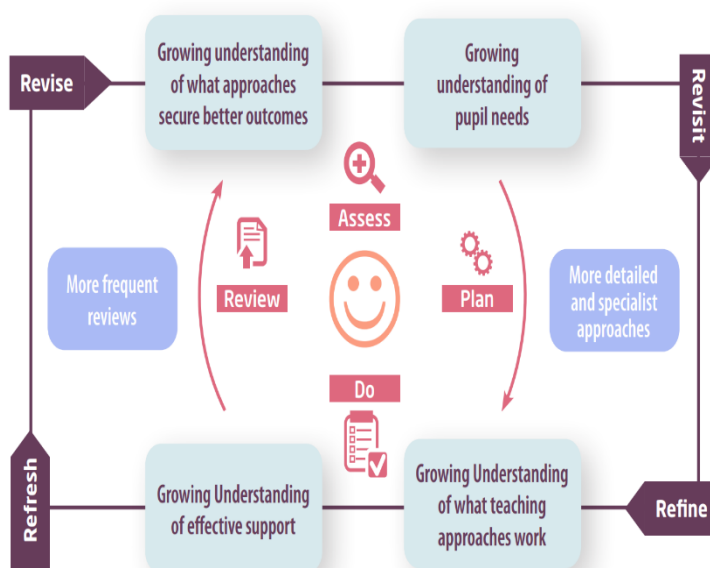 Growing understanding
of what approaches
secure better outcomes
Growing
understanding of
pupil needs
Revise
Revisit
Assess
Review
Plan
More frequent
reviews
More detailed
and specialist
approaches
Do
Refresh
Growing Understanding
of effective support
Growing Understanding
of what teaching
approaches work
Refine